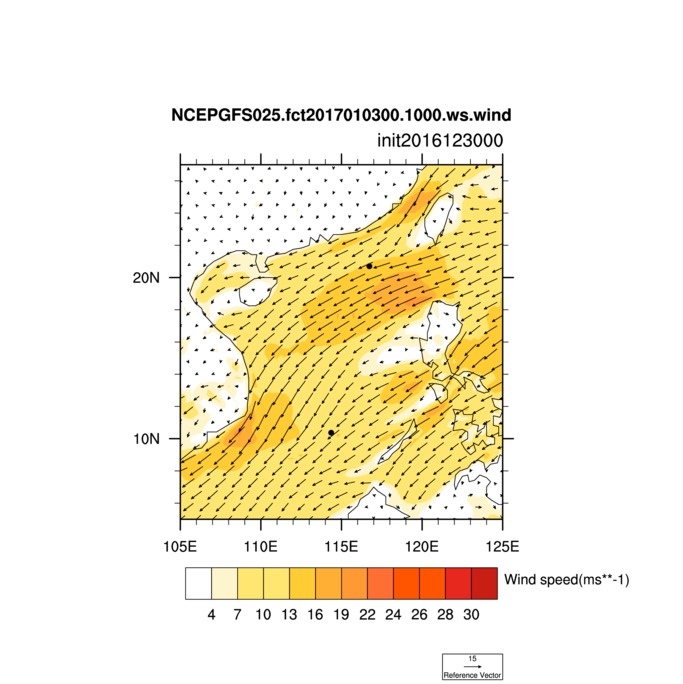 NCEPGFS025.fct2017010300.1000.ws.wind
init2016123000
20N
10N
105E 110E 115E 120E 125E
Wind speed(ms**-1)
4 7 10 13 16 19 22 24 26 28 30
15
Reference Vector